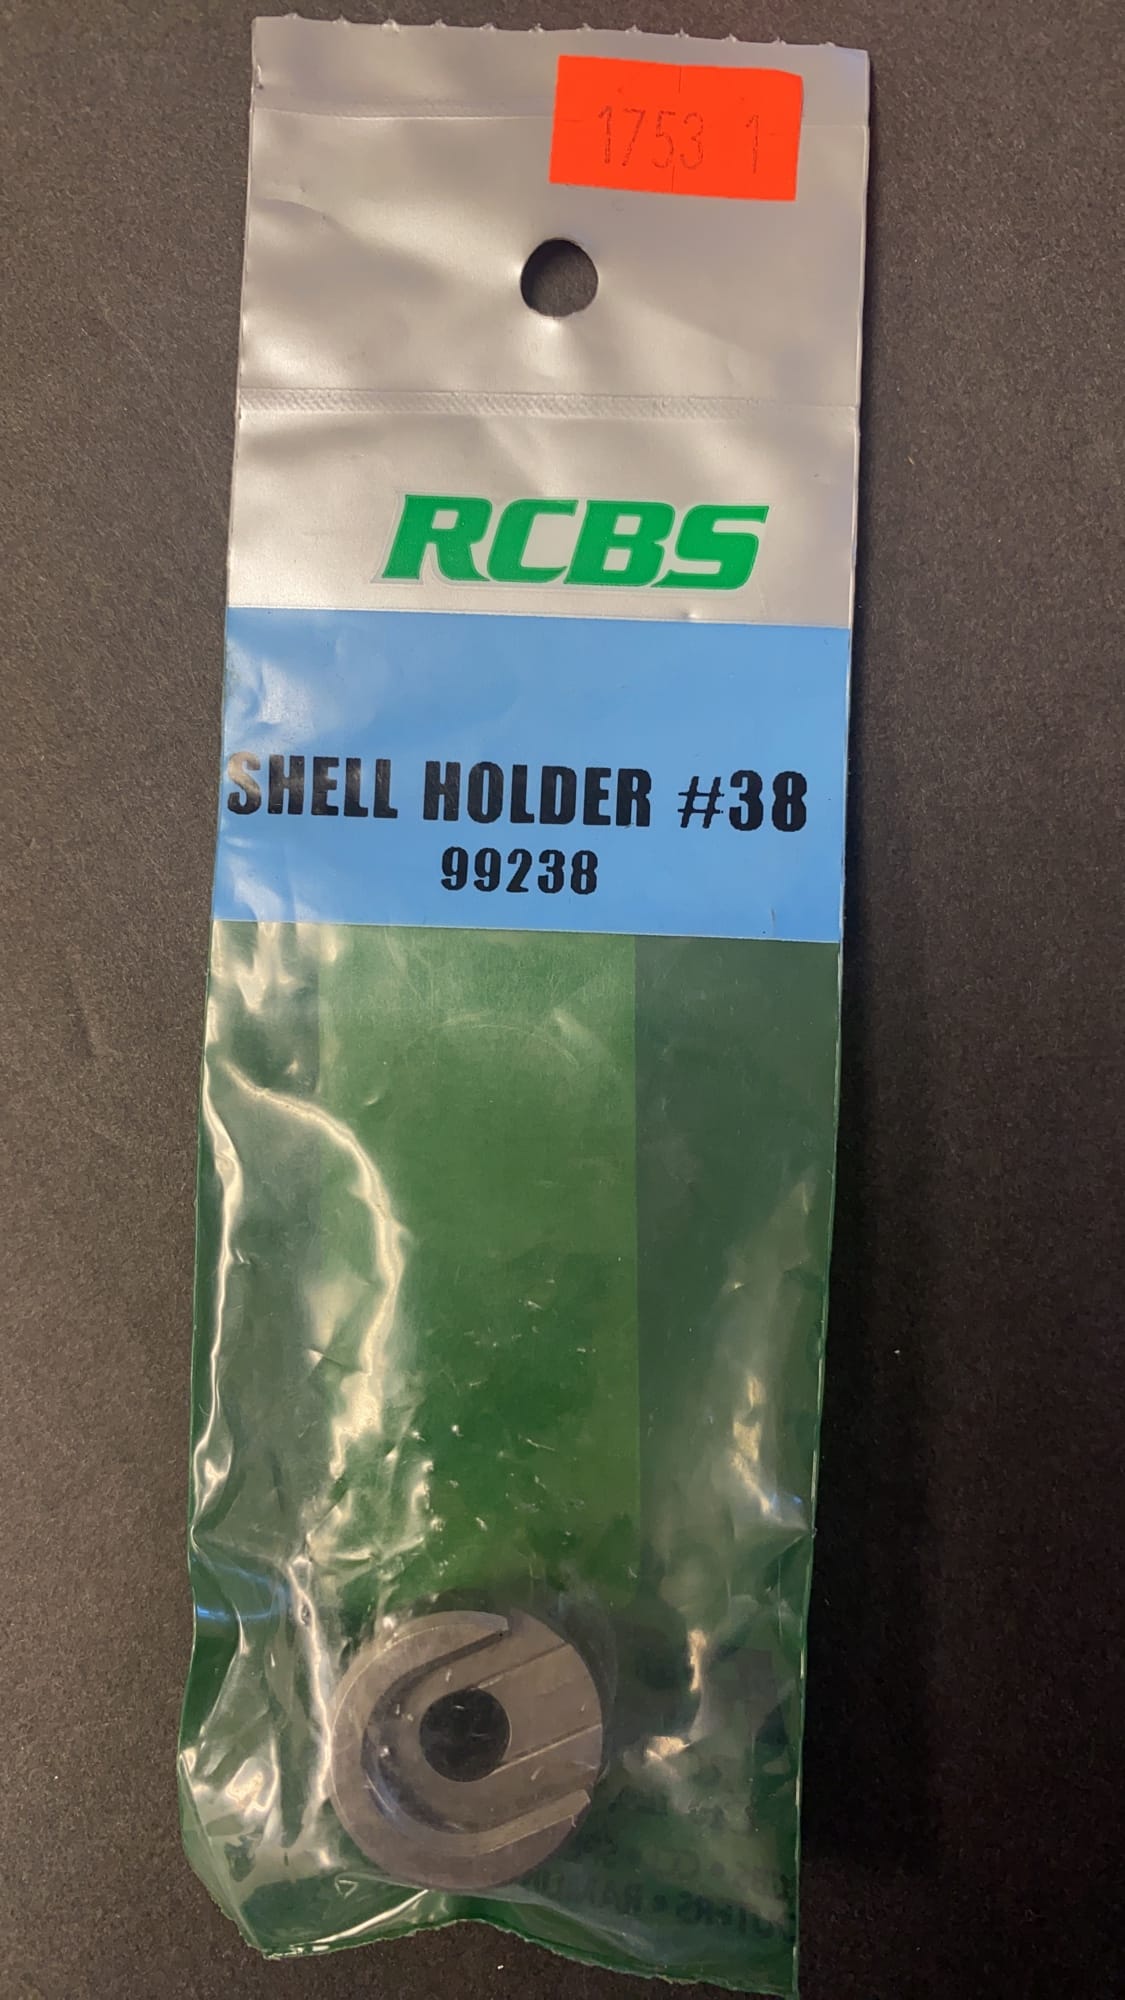 1753 1
RCBS
SHELL HOLDER #38
99238